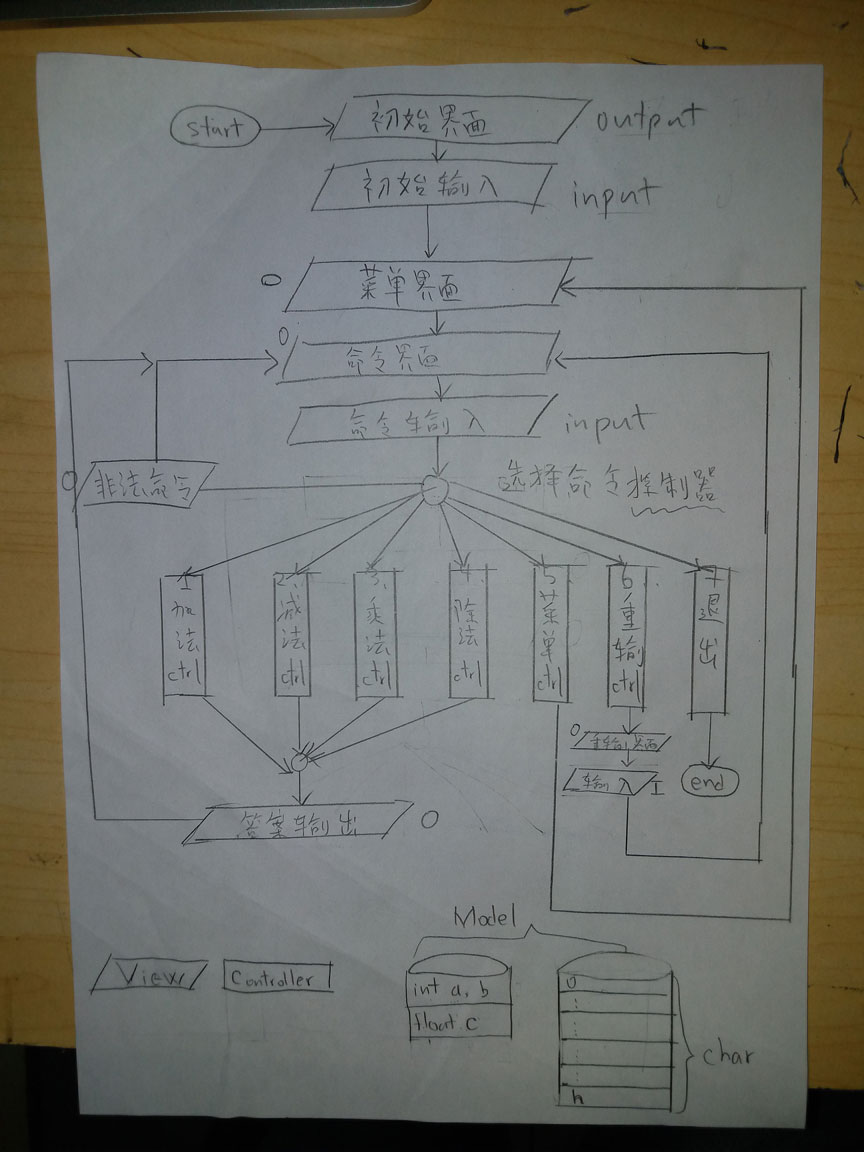 start
初始界面
output
初始输入
input
O
菜单界面
O
命令界面
命令输入
input
O
非法命令
选择命令控制器
1
加法
ctrl
2、
减法
ctrl
3、
乘法
ctrl
4、
除法
ctrl
5
菜单
ctrl
6、
重输
ctrl
7
退出
O
重输界面
输入
I
end
答案输出
O
Model
View
Controller
int a, b
float c
0
:
:
:
h
char